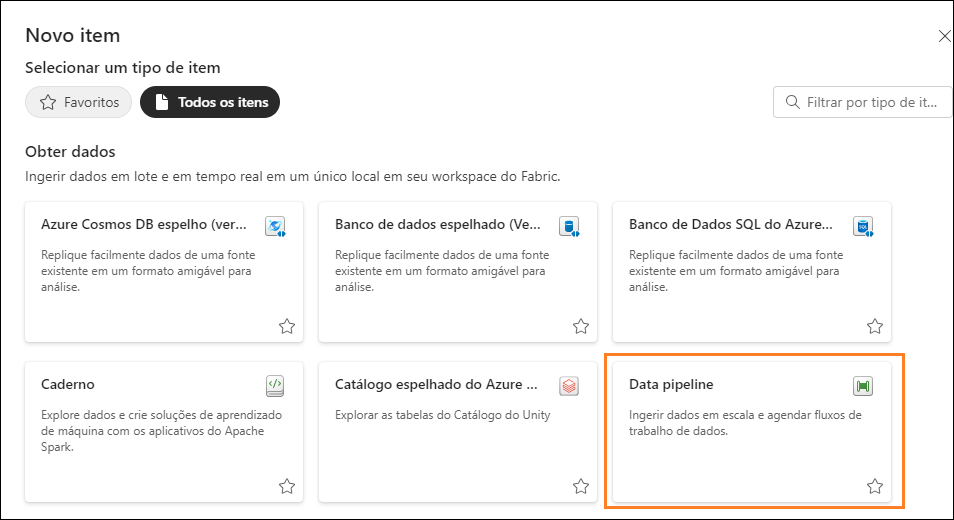 Novo item
Selecionar um tipo de item
Favoritos
Todos os itens
Filtrar por tipo de it...
Obter dados
Ingerir dados em lote e em tempo real em um único local em seu workspace do Fabric.
Azure Cosmos DB espelho (ver...
Replique facilmente dados de uma fonte
existente em um formato amigável para
análise.
Banco de dados espelhado (Ve...
Replique facilmente dados de uma fonte
existente em um formato amigável para
análise.
Banco de Dados SQL do Azure...
SQL
Replique facilmente dados de uma fonte
existente em um formato amigável para
análise.
Caderno
Explore dados e crie soluções de aprendizado
de máquina com os aplicativos do Apache
Spark.
Catálogo espelhado do Azure ...
Explorar as tabelas do Catálogo do Unity
Data pipeline
Ingerir dados em escala e agendar fluxos de
trabalho de dados.